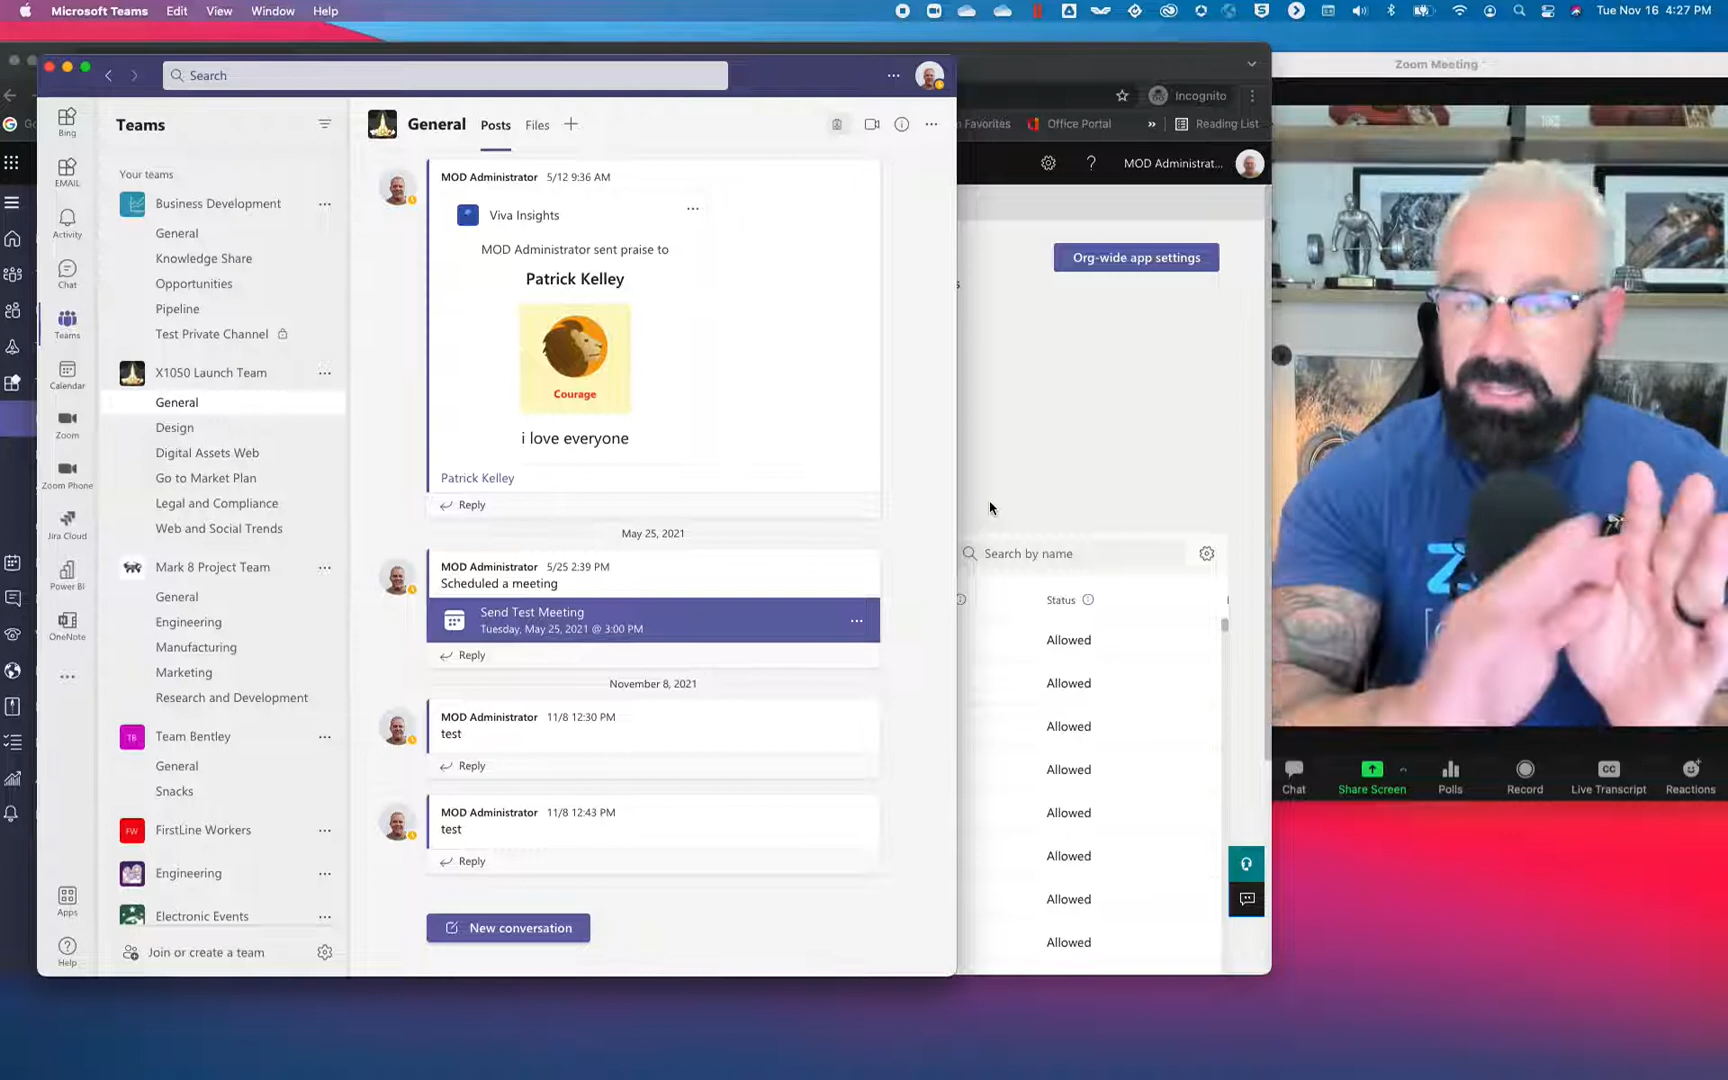 Microsoft Teams Edit View Window Help
Tue Nov 16 4:27 PM
Search
Zoom Meeting
Incognito
Favorites Office Portal » Reading List
MOD Administrat...
Org-wide app settings
Bing
EMAIL
Activity
Chat
Teams
Calendar
Zoom
Zoom Phone
Jira Cloud
Power BI
OneNote
Apps
Help
Teams
Your teams
Business Development
General
Knowledge Share
Opportunities
Pipeline
Test Private Channel
X1050 Launch Team
General
Design
Digital Assets Web
Go to Market Plan
Legal and Compliance
Web and Social Trends
Mark 8 Project Team
General
Engineering
Manufacturing
Marketing
Research and Development
TB Team Bentley
General
Snacks
FW FirstLine Workers
Engineering
Electronic Events
Join or create a team
General Posts Files
MOD Administrator 5/12 9:36 AM
Viva Insights
MOD Administrator sent praise to
Patrick Kelley
Courage
i love everyone
Patrick Kelley
Reply
May 25, 2021
MOD Administrator 5/25 2:39 PM
Scheduled a meeting
Send Test Meeting
Tuesday, May 25, 2021 @ 3:00 PM
Reply
November 8, 2021
MOD Administrator 11/8 12:30 PM
test
Reply
MOD Administrator 11/8 12:43 PM
test
Reply
New conversation
Search by name
Status
Allowed
Allowed
Allowed
Allowed
Allowed
Allowed
Allowed
Allowed
Chat
Share Screen
Polls
Record
CC
Live Transcript
Reactions